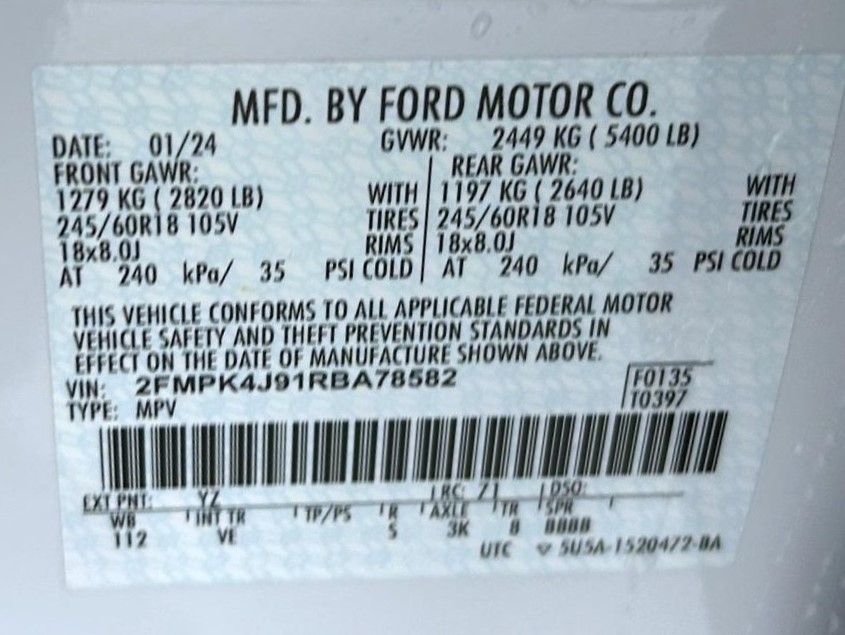 MFD. BY FORD MOTOR CO.
DATE: 01/24 GVWR: 2449 KG ( 5400 LB)
FRONT GAWR: REAR GAWR:
1279 KG ( 2820 LB) WITH 1197 KG ( 2640 LB) WITH
245/60R18 105V TIRES 245/60R18 105V TIRES
18x8.0J RIMS 18x8.0J RIMS
AT 240 kPa/ 35 PSI COLD AT 240 kPa/ 35 PSI COLD
THIS VEHICLE CONFORMS TO ALL APPLICABLE FEDERAL MOTOR
VEHICLE SAFETY AND THEFT PREVENTION STANDARDS IN
EFFECT ON THE DATE OF MANUFACTURE SHOWN ABOVE.
VIN: 2FMPK4J91RBA78582 F0135
TYPE: MPV T0397
EXT PNT: YZ RC: 71 DSO:
WB INT TR TP/PS R AXLE TR SPR
112 VE S 3K 8 8888
UTC ▽ 5U5A-1520472-BA